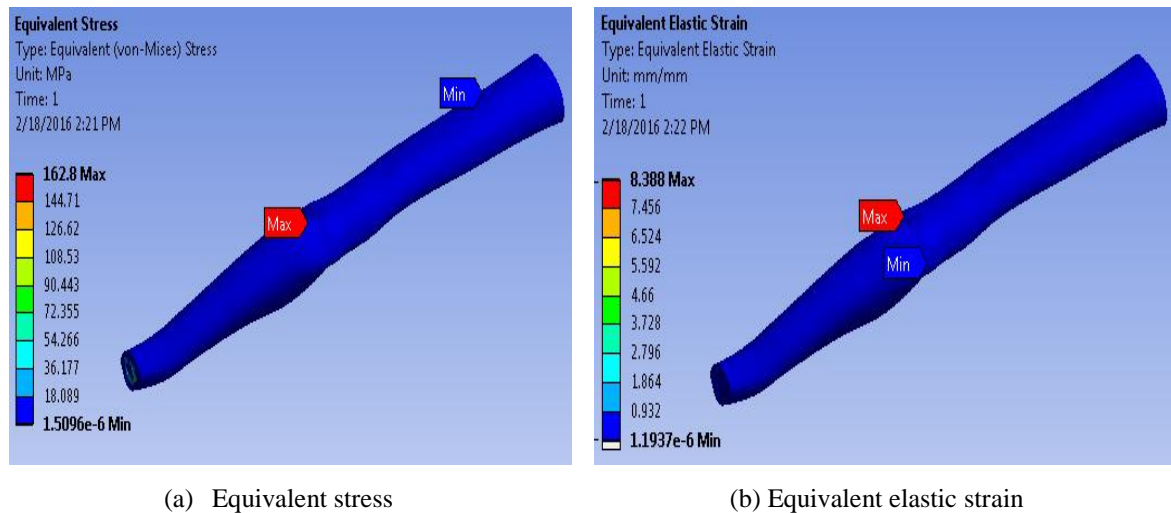 Equivalent Stress
Type: Equivalent (von-Mises) Stress
Unit: MPa
Time: 1
2/18/2016 2:21 PM
162.8 Max
144.71
126.62
108.53
90.443
72.355
54.266
36.177
18.089
1.5096e-6 Min
Min
Max
Equivalent Elastic Strain
Type: Equivalent Elastic Strain
Unit: mm/mm
Time: 1
2/18/2016 2:22 PM
8.388 Max
7.456
6.524
5.592
4.66
3.728
2.796
1.864
0.932
1.1937e-6 Min
Max
Min
(a) Equivalent stress
(b) Equivalent elastic strain